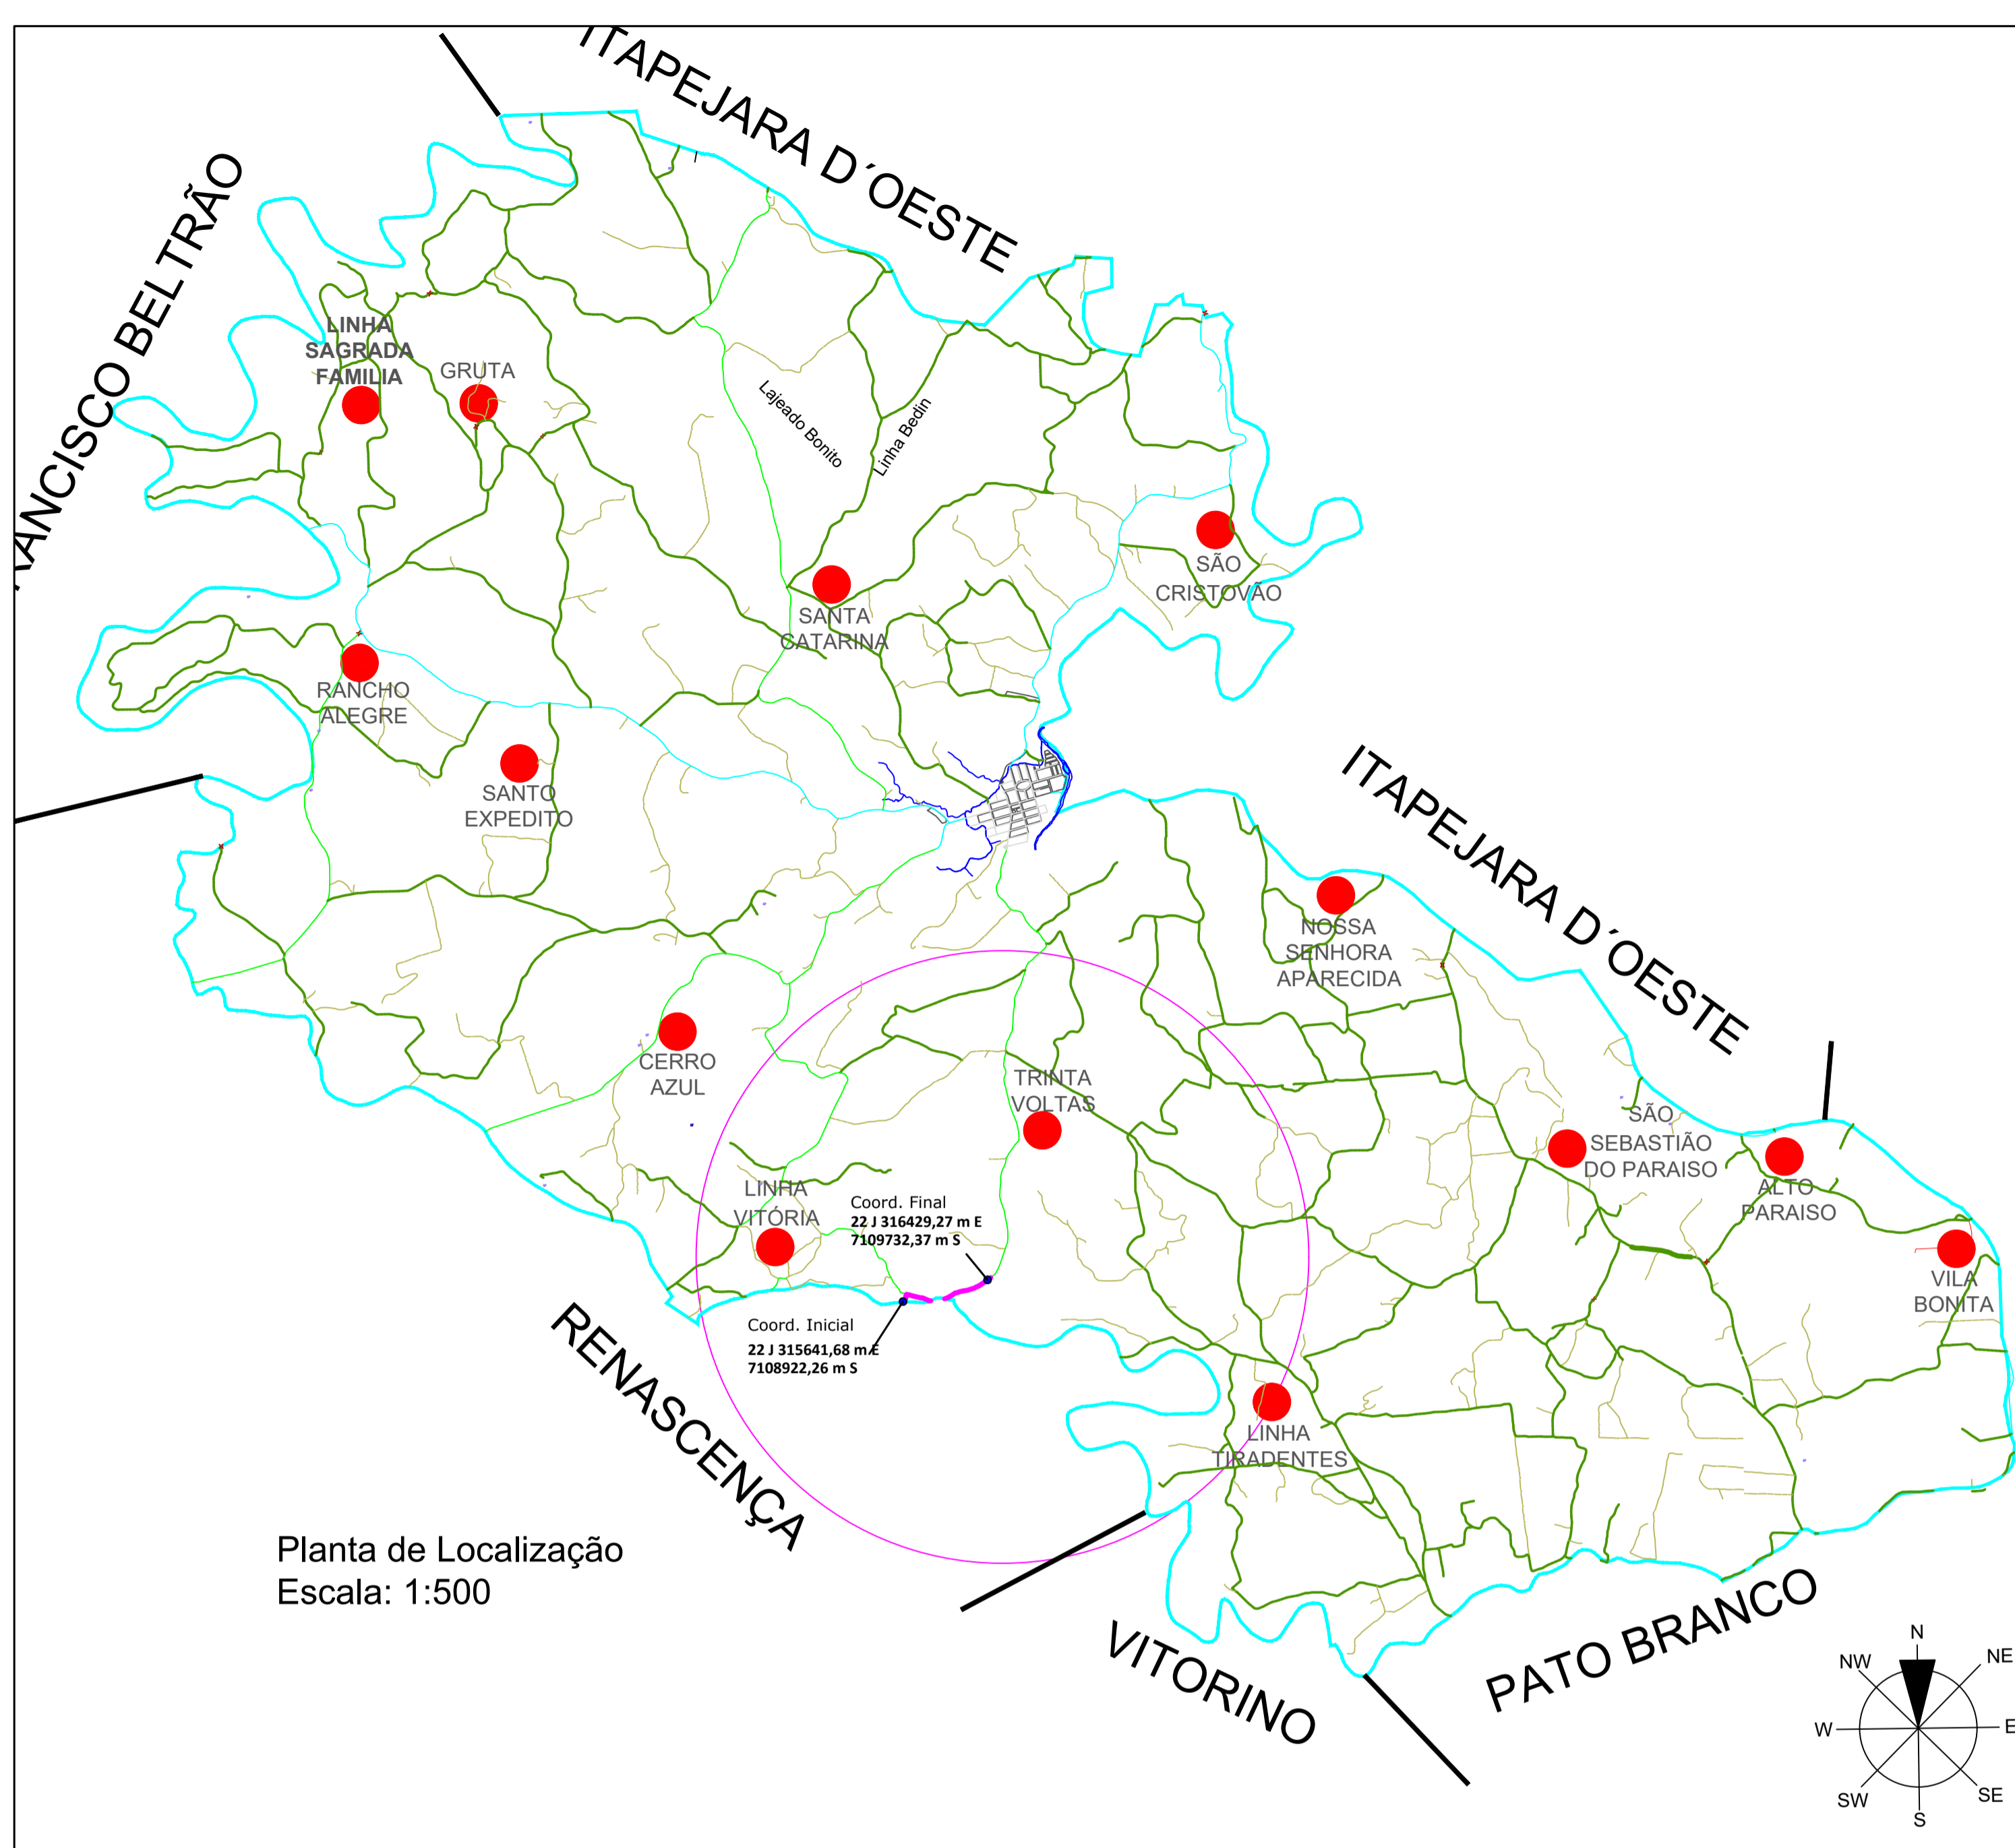 ITAPEJARA D´OESTE
RANCISCO BELTRÃO
LINHA
SAGRADA
FAMILIA
GRUTA
Lajeado Bonito
Linha Bedin
SÃO
CRISTOVÃO
SANTA
CATARINA
RANCHO
ALEGRE
SANTO
EXPEDITO
ITAPEJARA D´OESTE
NOSSA
SENHORA
APARECIDA
CERRO
AZUL
TRINTA
VOLTAS
SÃO
SEBASTIÃO
DO PARAISO
ALTO
PARAISO
LINHA
VITÓRIA
Coord. Final
22 J 316429,27 m E
7109732,37 m S
VILA
BONITA
Coord. Inicial
22 J 315641,68 m E
7108922,26 m S
RENASCENÇA
LINHA
TIRADENTES
Planta de Localização
Escala: 1:500
VITORINO
PATO BRANCO
N
NW
NE
W
E
SW
SE
S